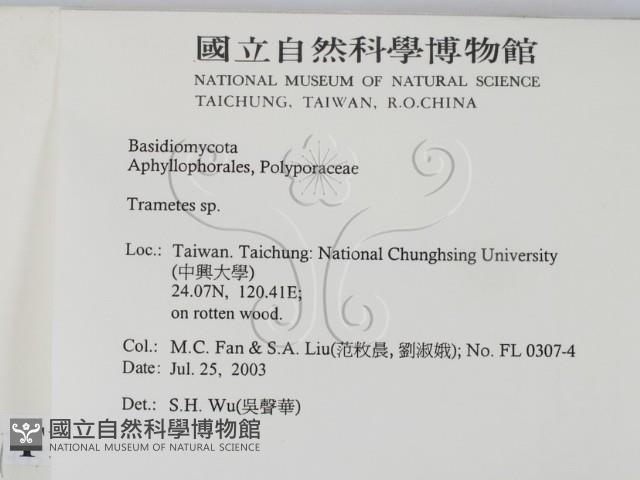 國立自然科學博物館
NATIONAL MUSEUM OF NATURAL SCIENCE
TAICHUNG, TAIWAN, R.O.CHINA
Basidiomycota
Aphyllophorales, Polyporaceae
Trametes sp.
Loc.: Taiwan. Taichung: National Chunghsing University
(中興大學)
24.07N, 120.41E;
on rotten wood.
Col.: M.C. Fan & S.A. Liu(范敉晨, 劉淑娥); No. FL 0307-4
Date: Jul. 25, 2003
Det.: S.H. Wu(吳聲華)
國立自然科學博物館
NATIONAL MUSEUM OF NATURAL SCIENCE